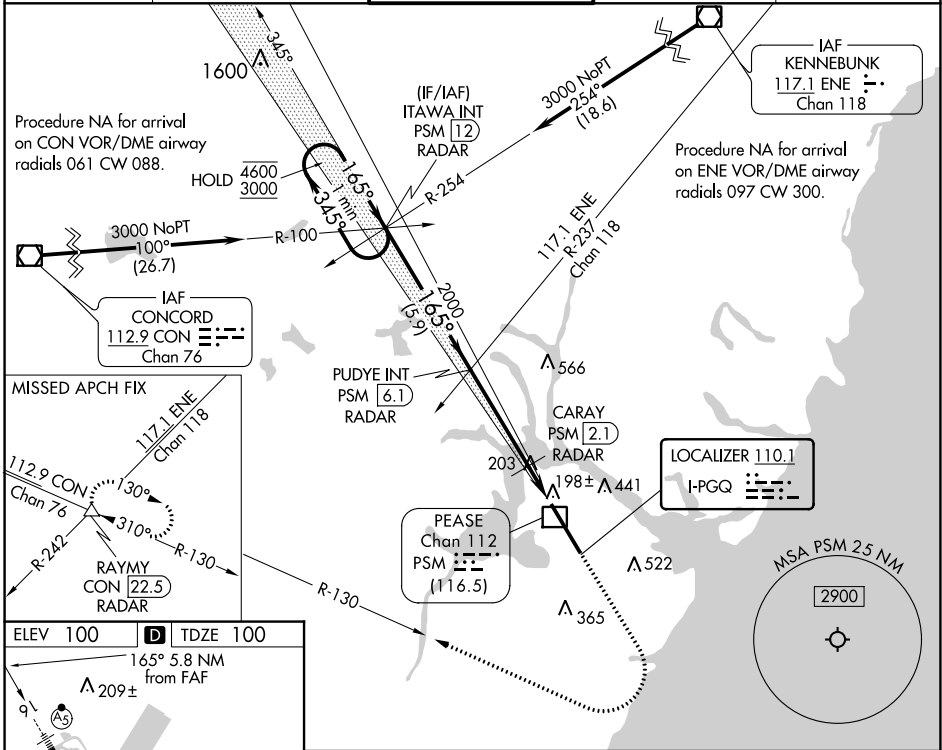 345°
1600
IAF
KENNEBUNK
117.1 ENE
Chan 118
3000 NoPT
254°
(18.6)
(IF/IAF)
ITAWA INT
PSM 12
RADAR
Procedure NA for arrival
on CON VOR/DME airway
radials 061 CW 088.
Procedure NA for arrival
on ENE VOR/DME airway
radials 097 CW 300.
HOLD 4600
3000
165°
1 min
345°
R-254
117.1 ENE
R-237
Chan 118
3000 NoPT
100°
(26.7)
R-100
IAF
CONCORD
112.9 CON
Chan 76
2000
165°
(5.9)
PUDYE INT
PSM 6.1
RADAR
566
CARAY
PSM 2.1
RADAR
203
198±
441
LOCALIZER 110.1
I-PGQ
PEASE
Chan 112
PSM
(116.5)
522
365
MSA PSM 25 NM
2900
MISSED APCH FIX
117.1 ENE
Chan 118
112.9 CON
Chan 76
130°
310°
R-130
R-242
RAYMY
CON 22.5
RADAR
R-130
ELEV 100
D
TDZE 100
165° 5.8 NM
from FAF
209±
A5
16